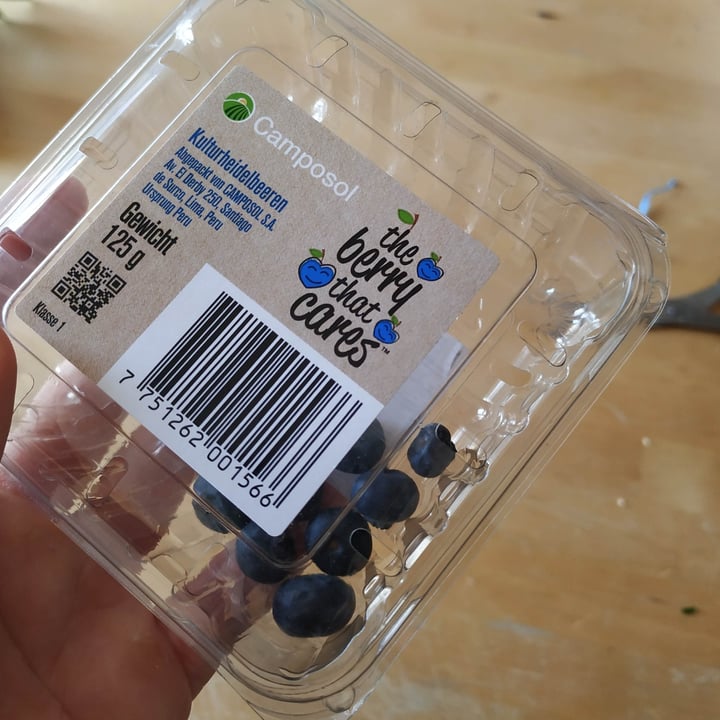 Camposol
Kulturheidelbeeren
Abgepackt von CAMPOSOL S.A.
Av. El Derby 250, Santiago
de Surco, Lima, Peru
Ursprung Peru
Gewicht
125 g
Klasse 1
the
berry
that
cares™
7 751262 001566